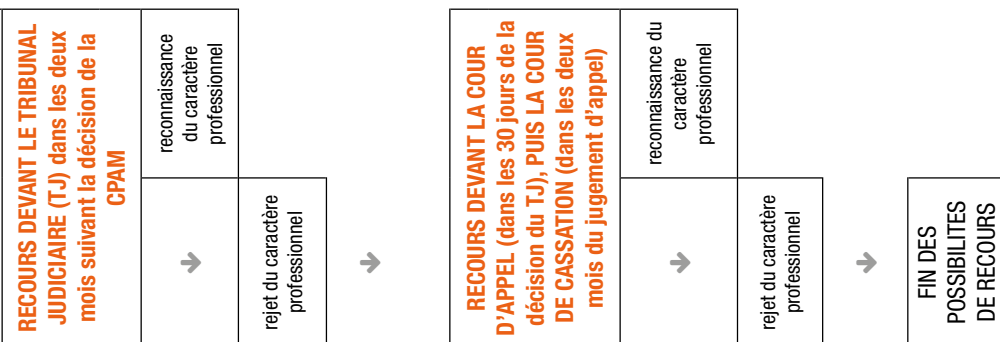 RECOURS DEVANT LE TRIBUNAL
JUDICIAIRE (TJ) dans les deux
mois suivant la décision de la
CPAM
reconnaissance
du caractère
professionnel
rejet du caractère
professionnel
RECOURS DEVANT LA COUR
D'APPEL (dans les 30 jours de la
décision du TJ), PUIS LA COUR
DE CASSATION (dans les deux
mois du jugement d'appel)
reconnaissance du
caractère
professionnel
rejet du caractère
professionnel
FIN DES
POSSIBILITES
DE RECOURS